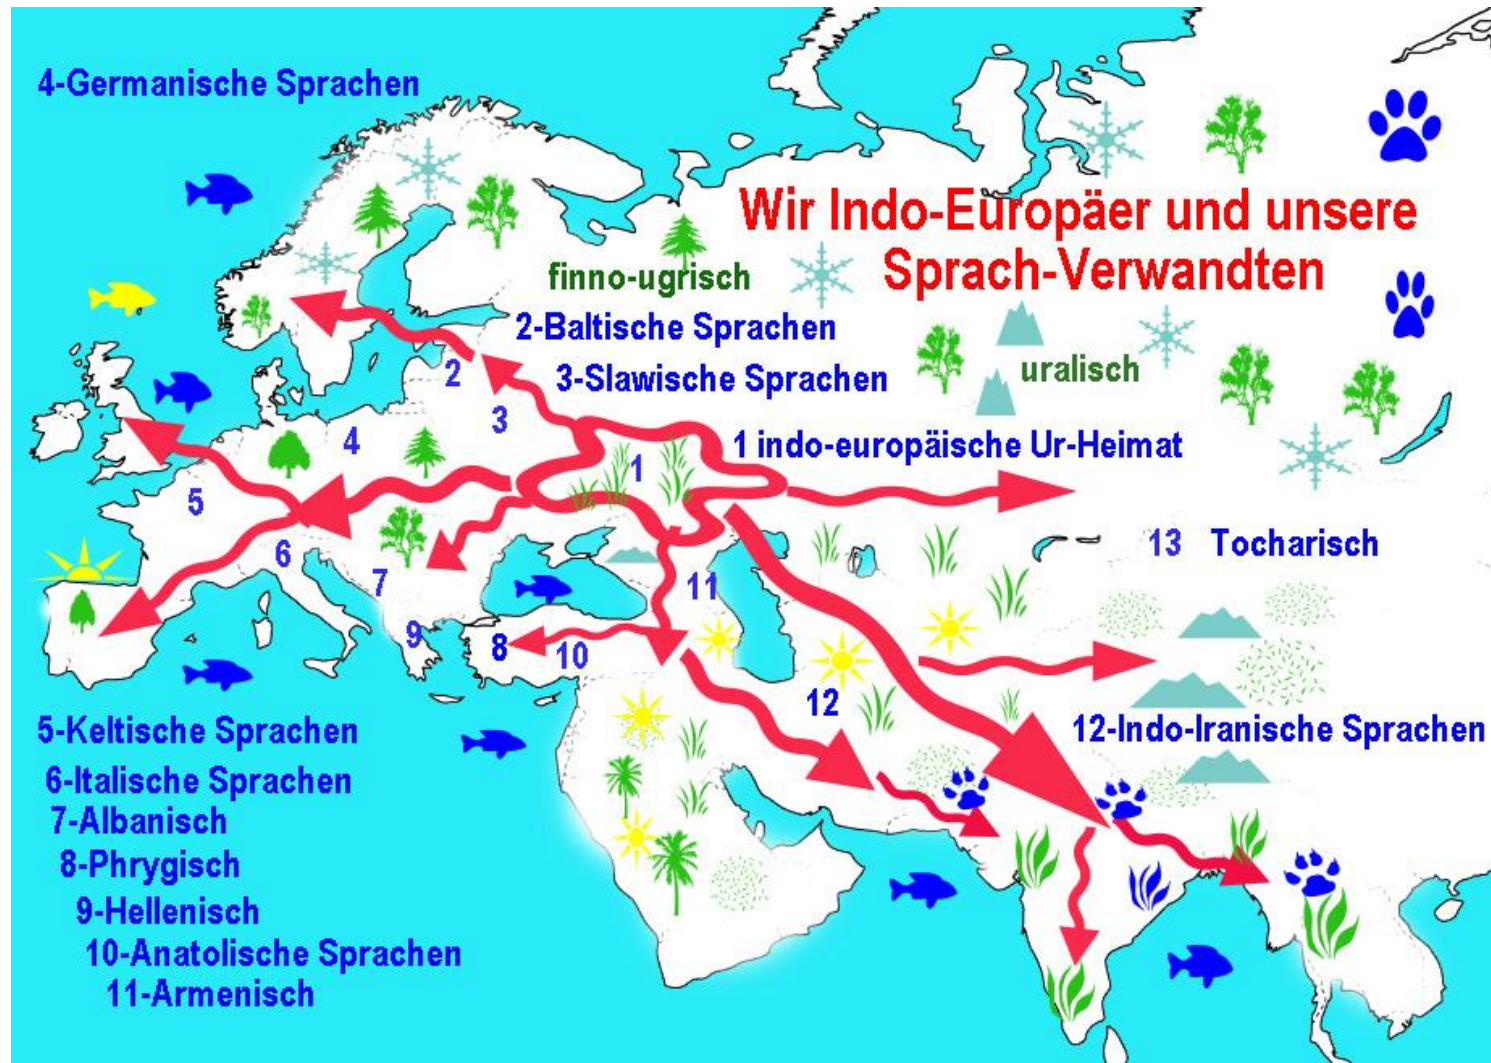 4-Germanische Sprachen
Wir Indo-Europäer und unsere
Sprach-Verwandten
finno-ugrisch
2-Baltische Sprachen
uralisch
2
3-Slawische Sprachen
3
4
1 indo-europäische Ur-Heimat
1
5
6
13 Tocharisch
7
11
9
8
10
12
5-Keltische Sprachen
12-Indo-Iranische Sprachen
6-Italische Sprachen
7-Albanisch
8-Phrygisch
9-Hellenisch
10-Anatolische Sprachen
11-Armenisch